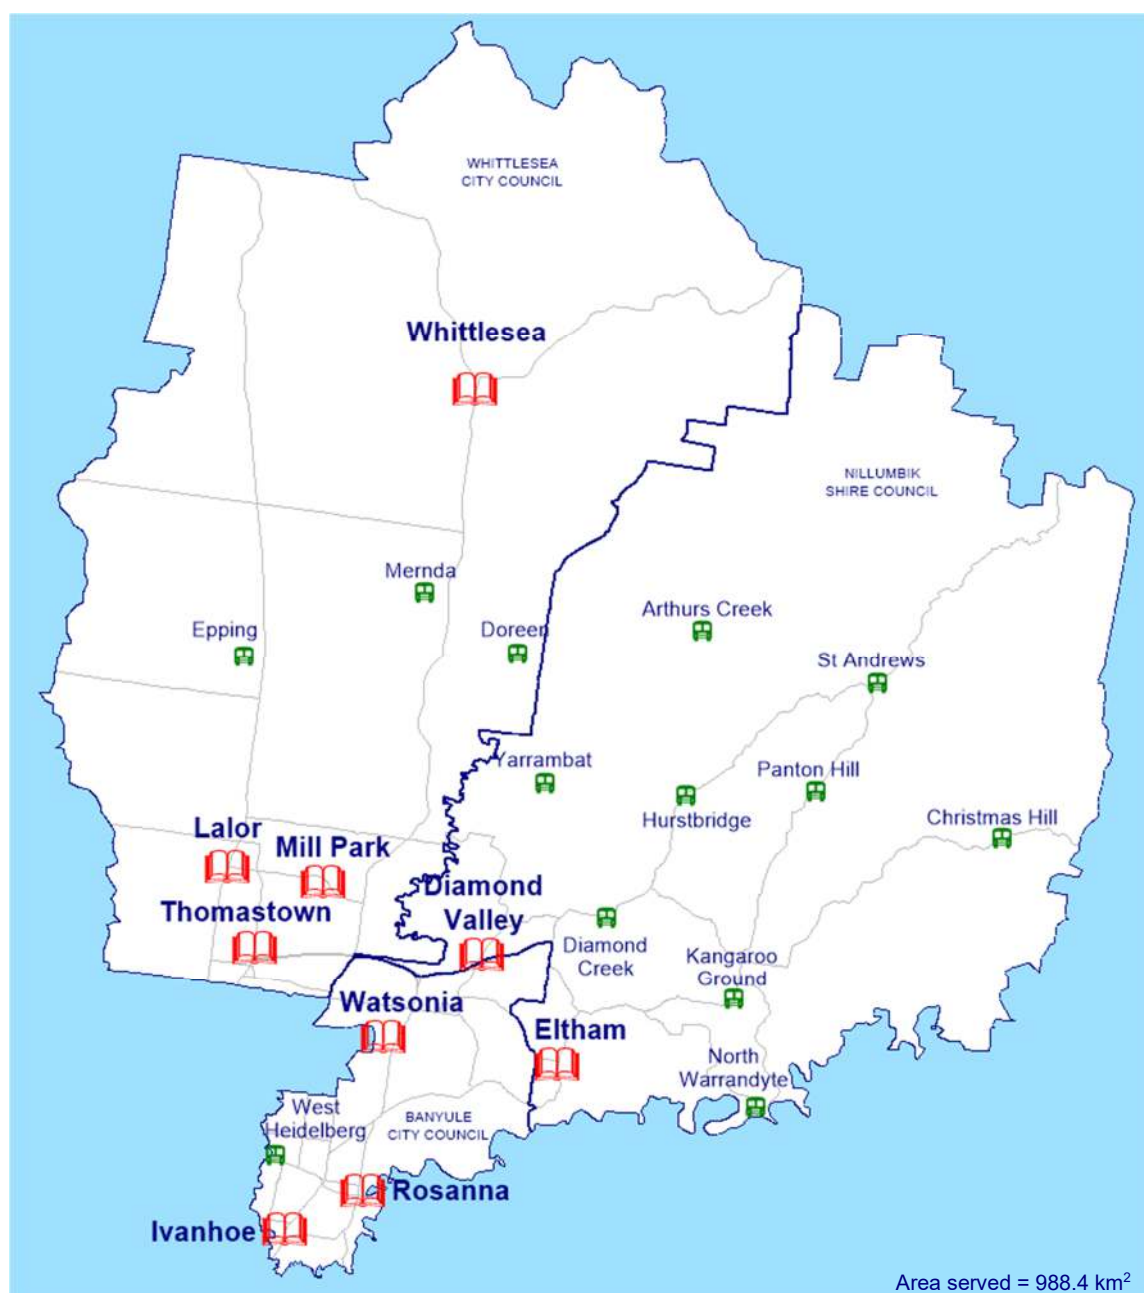 WHITTLESEA
CITY COUNCIL
Whittlesea
NILLUMBIK
SHIRE COUNCIL
Mernda
Arthurs Creek
Epping
Doreen
St Andrews
Yarrambat
Panton Hill
Hurstbridge
Christmas Hill
Lalor
Mill Park
Diamond
Valley
Thomastown
Diamond
Creek
Kangaroo
Ground
Watsonia
Eltham
North
Warrandyte
West
Heidelberg
BANYULE
CITY COUNCIL
Rosanna
Ivanhoe
Area served = 988.4 km²